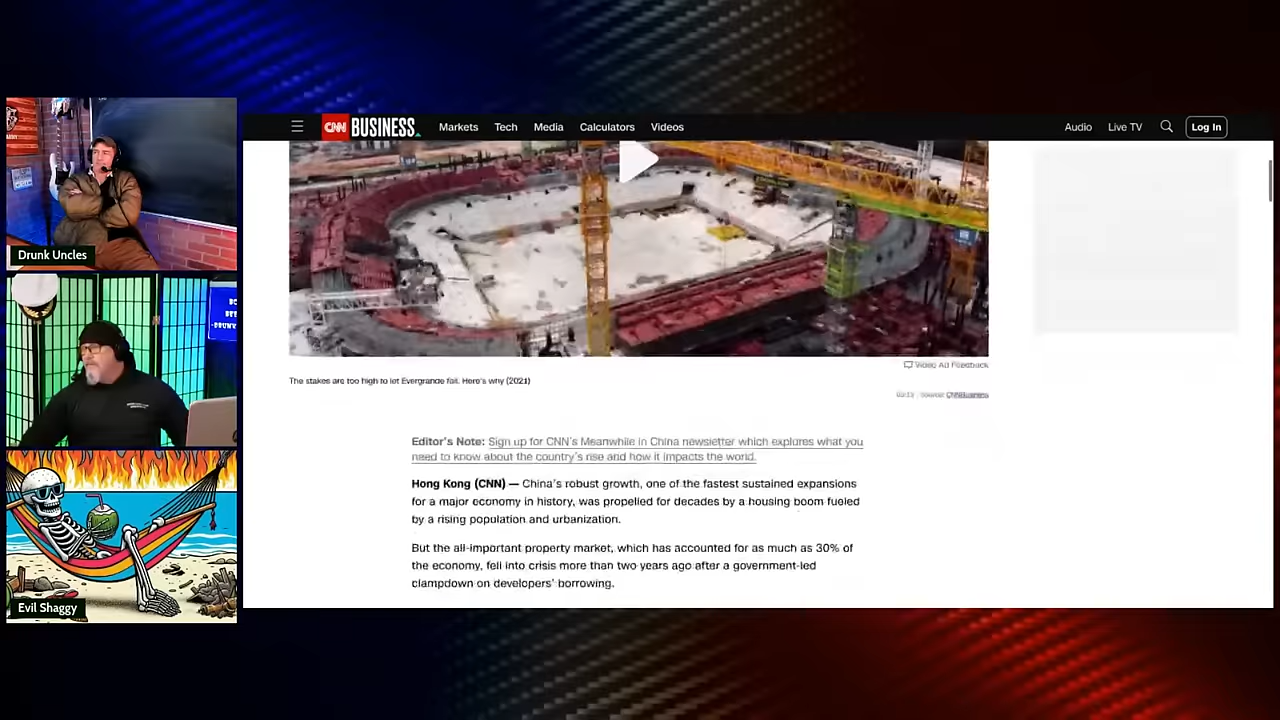 CNN BUSINESS
Markets
Tech
Media
Calculators
Videos
Audio
Live TV
Log In
Video Ad Feedback
The stakes are too high to let Evergrande fail. Here's why (2021)
Editor's Note: Sign up for CNN's Meanwhile in China newsletter which explores what you
need to know about the country's rise and how it impacts the world.
Hong Kong (CNN) — China's robust growth, one of the fastest sustained expansions
for a major economy in history, was propelled for decades by a housing boom fueled
by a rising population and urbanization.
But the all-important property market, which has accounted for as much as 30% of
the economy, fell into crisis more than two years ago after a government-led
clampdown on developers' borrowing.
Drunk Uncles
Evil Shaggy